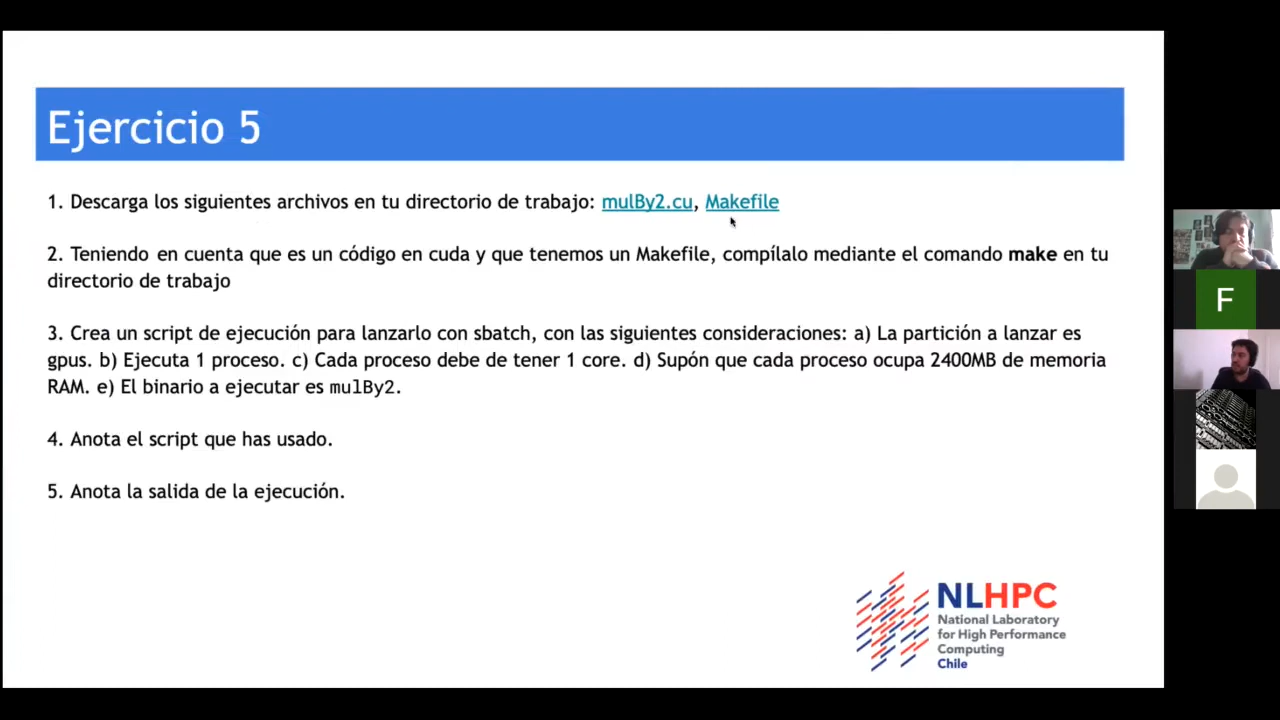 Ejercicio 5
1. Descarga los siguientes archivos en tu directorio de trabajo: mulBy2.cu, Makefile
2. Teniendo en cuenta que es un código en cuda y que tenemos un Makefile, compílalo mediante el comando make en tu
directorio de trabajo
3. Crea un script de ejecución para lanzarlo con sbatch, con las siguientes consideraciones: a) La partición a lanzar es
gpus. b) Ejecuta 1 proceso. c) Cada proceso debe de tener 1 core. d) Supón que cada proceso ocupa 2400MB de memoria
RAM. e) El binario a ejecutar es mulBy2.
4. Anota el script que has usado.
5. Anota la salida de la ejecución.
NLHPC
National Laboratory
for High Performance
Computing
Chile
F